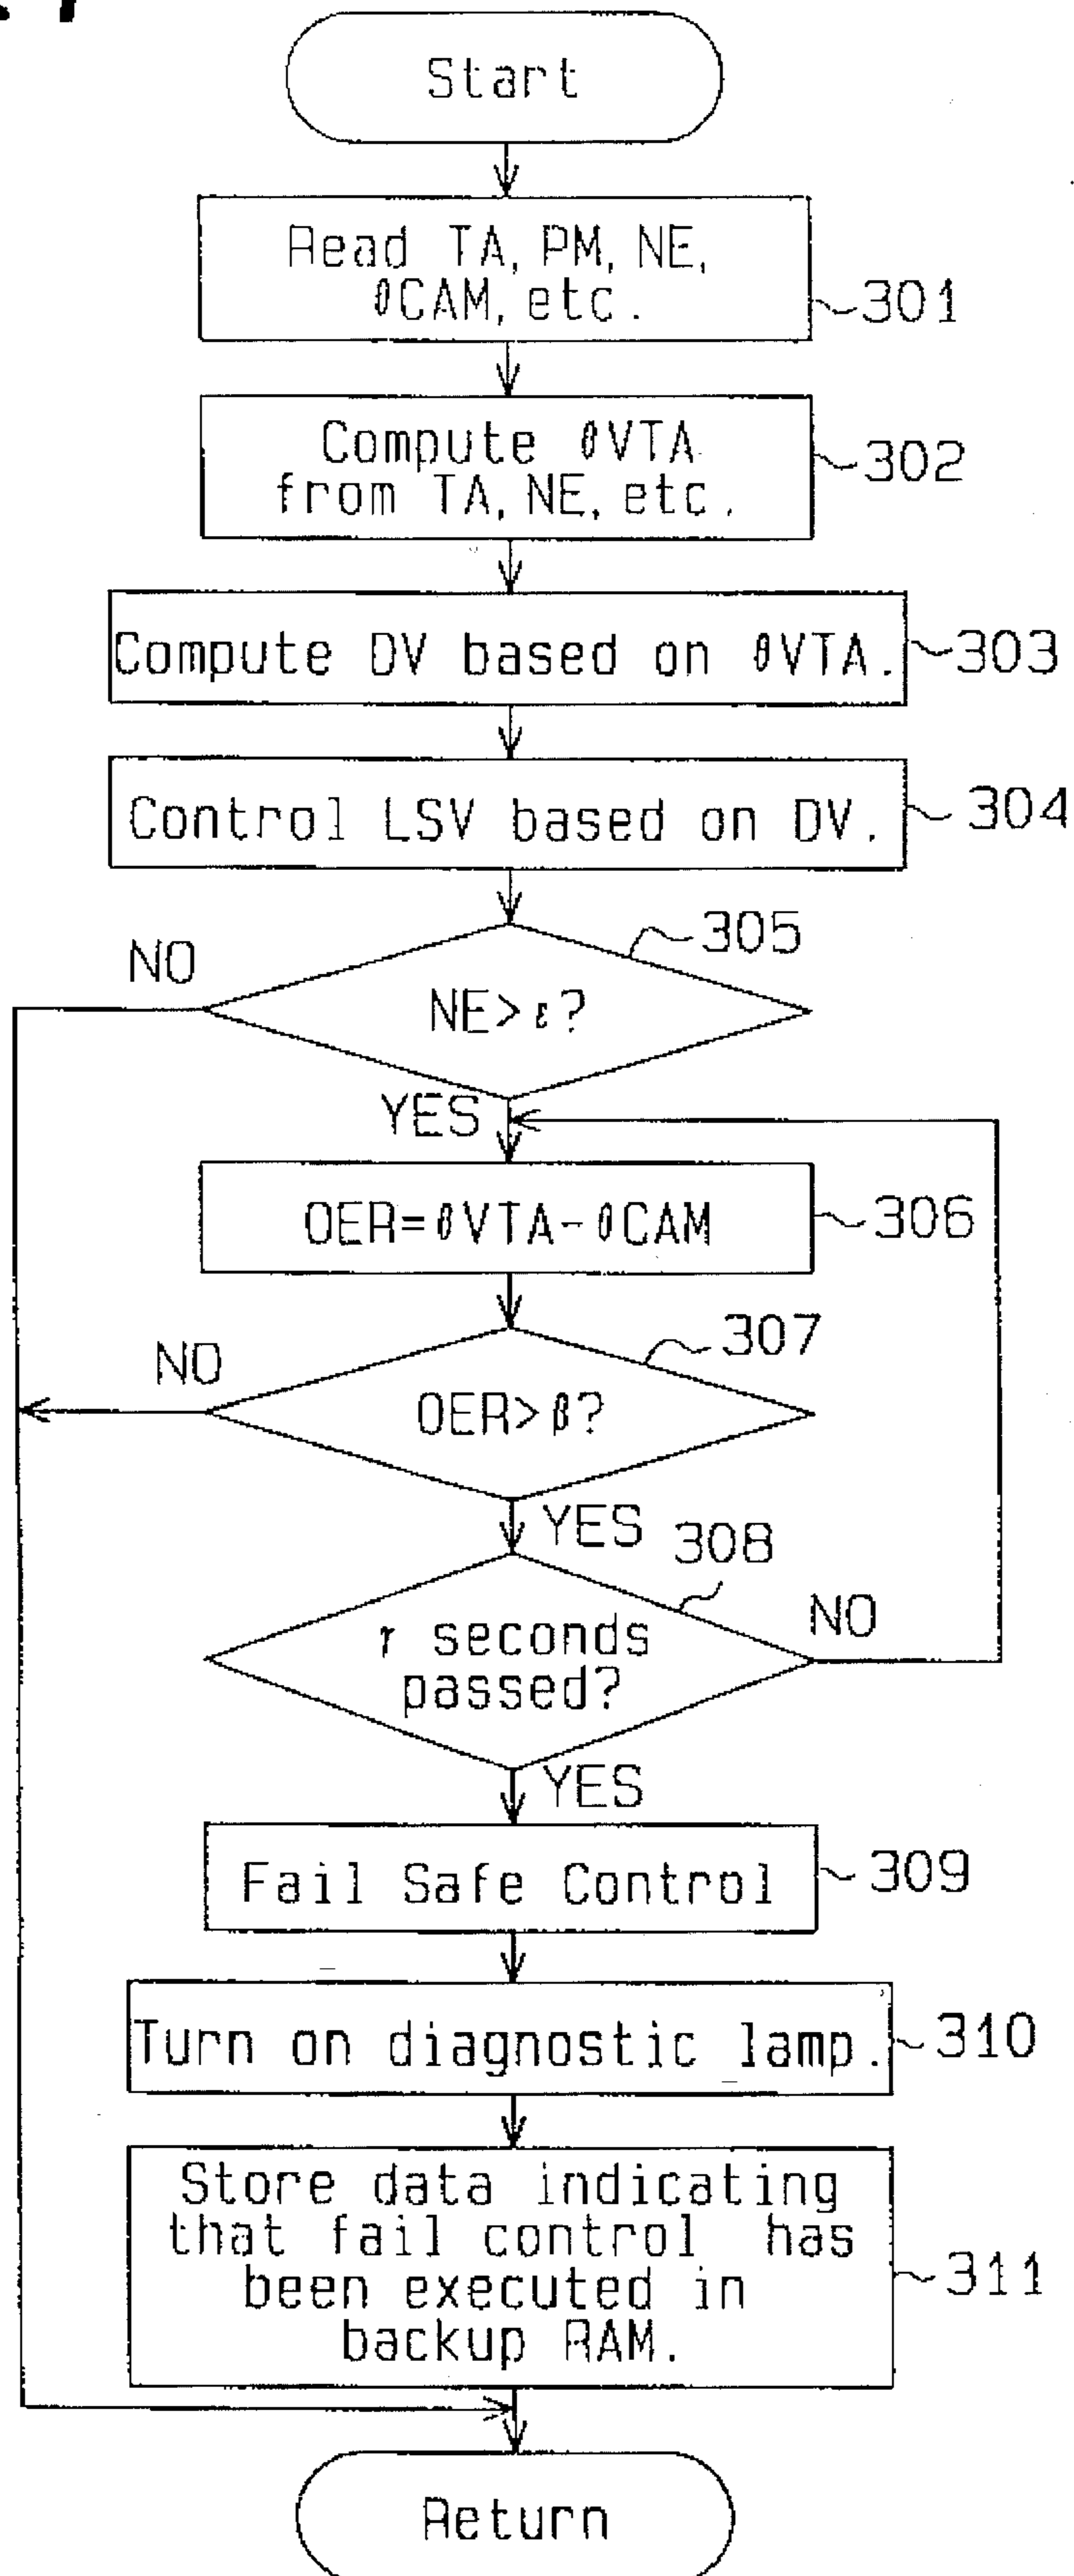 Start
Read TA, PM, NE,
θCAM, etc.
301
Compute θVTA
from TA, NE, etc.
302
Compute DV based on θVTA.
303
Control LSV based on DV.
304
305
NO
NE>ε?
YES
OER=θVTA-θCAM
306
307
NO
OER>β?
YES
308
NO
γ seconds
passed?
YES
Fail Safe Control
309
Turn on diagnostic lamp.
310
Store data indicating
that fail control has
been executed in
backup RAM.
311
Return